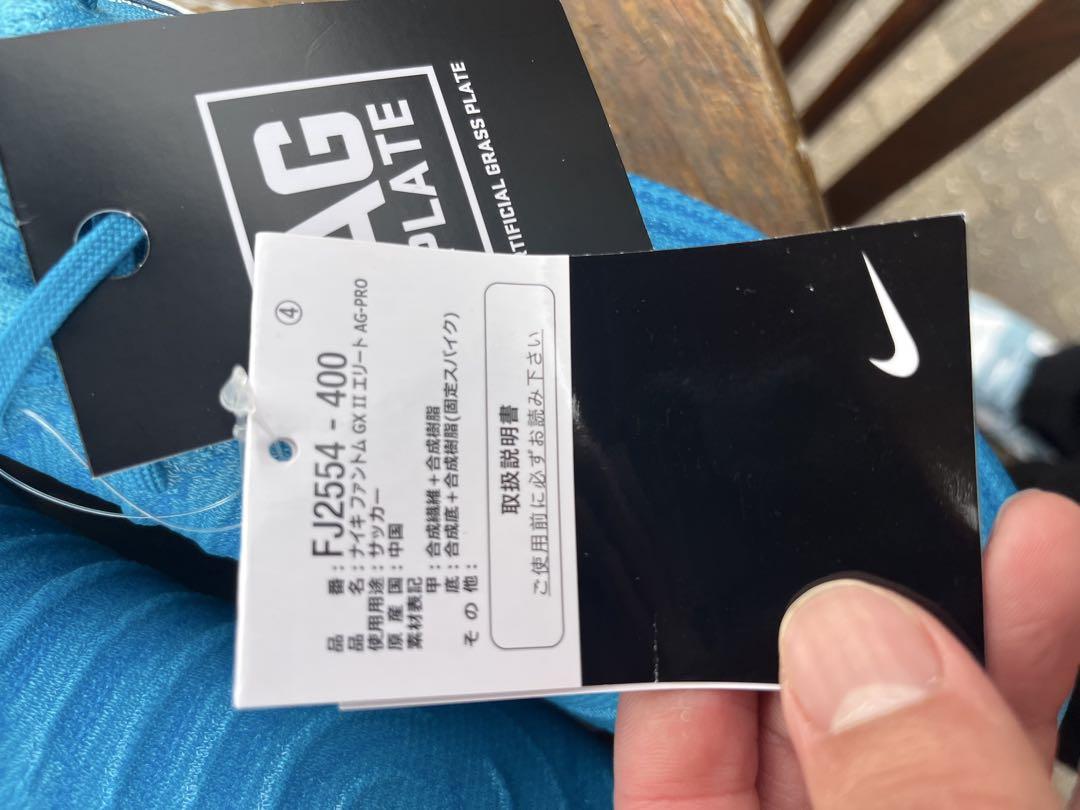 AG
PLATE
ARTIFICIAL GRASS PLATE
④
品 番：FJ2554 - 400
品 名：ナイキ ファントム GX II エリート AG-PRO
使用用途：サッカー
原 産 国：中国
素材表記
甲：合成繊維＋合成樹脂
底：合成底＋合成樹脂(固定スパイク)
そ の 他：
取扱説明書
ご使用前に必ずお読み下さい